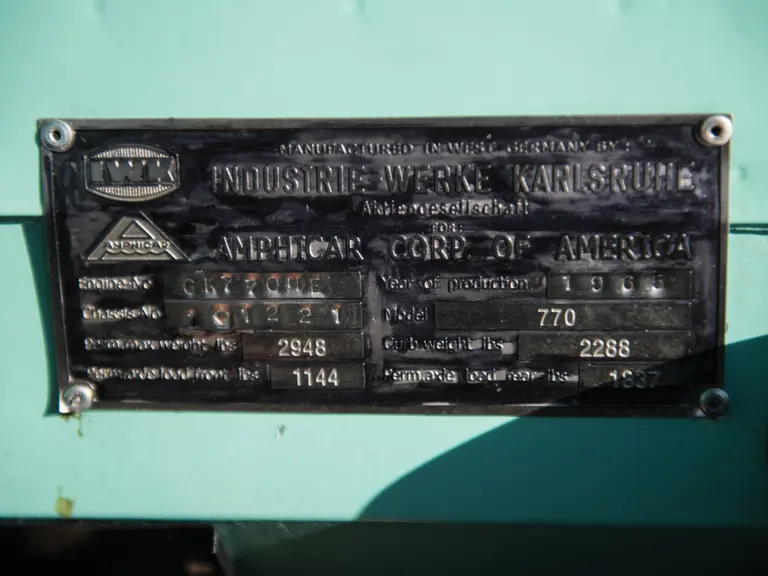 IWK
MANUFACTURED IN WEST GERMANY BY:
INDUSTRIE WERKE KARLSRUHE
Aktiengesellschaft
FOR:
AMPHICAR
AMPHICAR CORP. OF AMERICA
Engine-No
Year of production 1965
Chassis-No
Model 770
Perm.max.weight lbs 2948
Curb.weight lbs 2288
Perm.axle load front lbs 1144
Perm.axle load rear lbs 1837